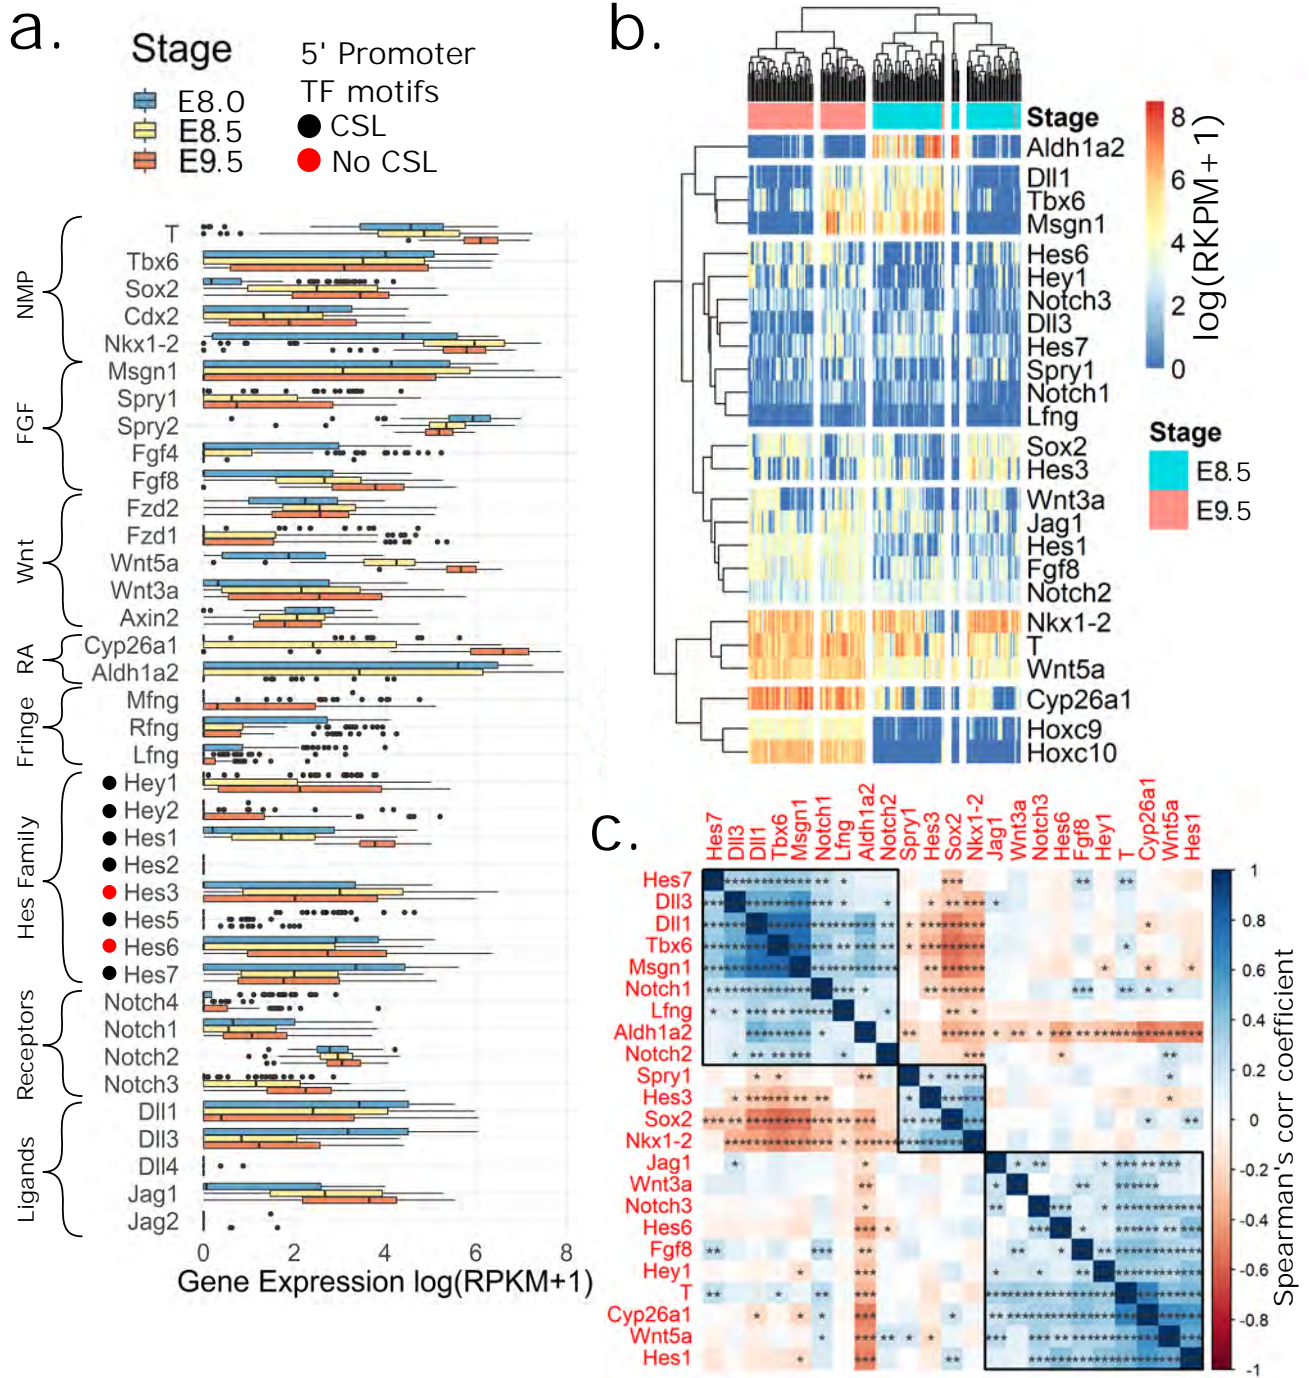 a.
Stage
E8.0
E8.5
E9.5
5' Promoter
TF motifs
CSL
No CSL
NMP
FGF
Wnt
RA
Fringe
Hes Family
Receptors
Ligands
T
Tbx6
Sox2
Cdx2
Nkx1-2
Msgn1
Spry1
Spry2
Fgf4
Fgf8
Fzd2
Fzd1
Wnt5a
Wnt3a
Axin2
Cyp26a1
Aldh1a2
Mfng
Rfng
Lfng
Hey1
Hey2
Hes1
Hes2
Hes3
Hes5
Hes6
Hes7
Notch4
Notch1
Notch2
Notch3
Dll1
Dll3
Dll4
Jag1
Jag2
0 2 4 6 8
Gene Expression log(RPKM+1)
b.
Stage
Aldh1a2
Dll1
Tbx6
Msgn1
Hes6
Hey1
Notch3
Dll3
Hes7
Spry1
Notch1
Lfng
Sox2
Hes3
Wnt3a
Jag1
Hes1
Fgf8
Notch2
Nkx1-2
T
Wnt5a
Cyp26a1
Hoxc9
Hoxc10
8
6
4
2
0
log(RKPM+1)
Stage
E8.5
E9.5
c.
Hes7 Dll3 Dll1 Tbx6 Msgn1 Notch1 Lfng Aldh1a2 Notch2 Spry1 Hes3 Sox2 Nkx1-2 Jag1 Wnt3a Notch3 Hes6 Fgf8 Hey1 T Cyp26a1 Wnt5a Hes1
Hes7
Dll3
Dll1
Tbx6
Msgn1
Notch1
Lfng
Aldh1a2
Notch2
Spry1
Hes3
Sox2
Nkx1-2
Jag1
Wnt3a
Notch3
Hes6
Fgf8
Hey1
T
Cyp26a1
Wnt5a
Hes1
1
0.8
0.6
0.4
0.2
0
-0.2
-0.4
-0.6
-0.8
-1
Spearman's corr coefficient